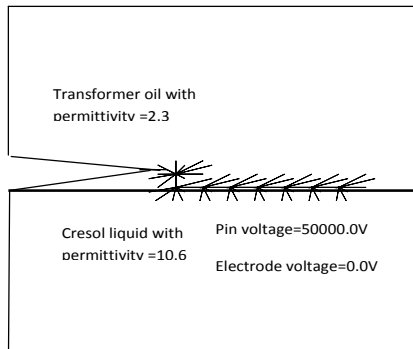 Transformer oil with
permittivity =2.3
Cresol liquid with
permittivity =10.6
Pin voltage=50000.0V
Electrode voltage=0.0V